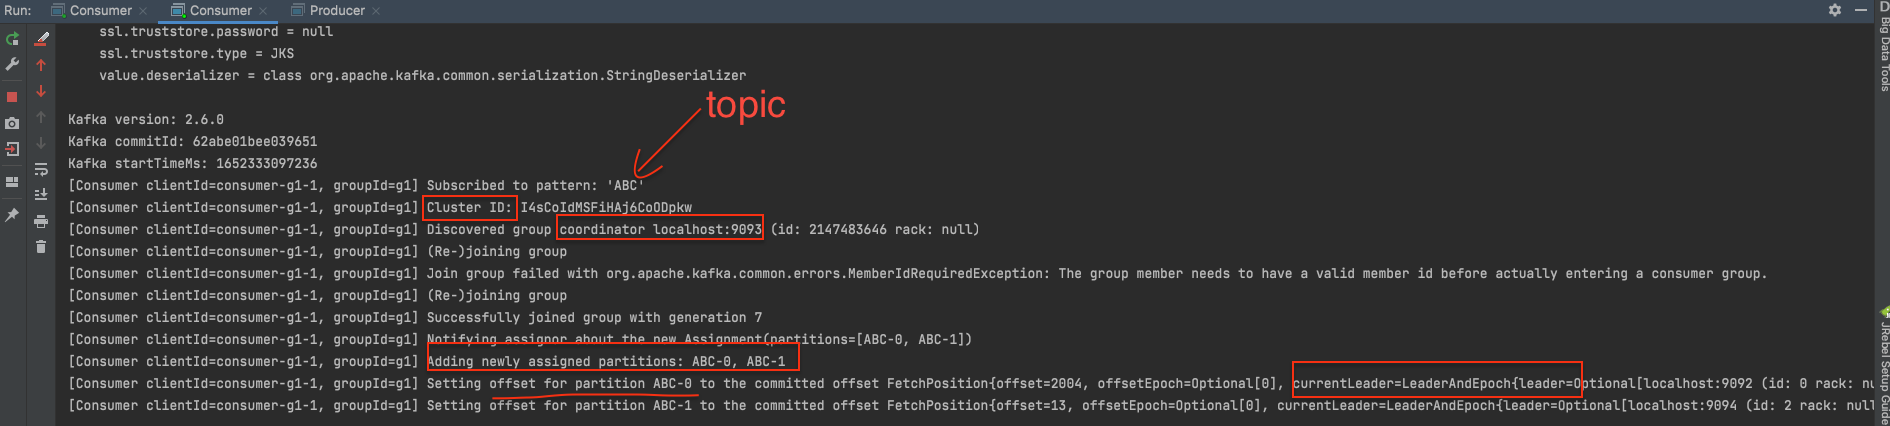 Run: Consumer Consumer Producer
ssl.truststore.password = null
ssl.truststore.type = JKS
value.deserializer = class org.apache.kafka.common.serialization.StringDeserializer
topic
Kafka version: 2.6.0
Kafka commitId: 62abe01bee039651
Kafka startTimeMs: 1652333097236
[Consumer clientId=consumer-g1-1, groupId=g1] Subscribed to pattern: 'ABC'
[Consumer clientId=consumer-g1-1, groupId=g1] Cluster ID: I4sCoIdMSFiHAj6CoODpkw
[Consumer clientId=consumer-g1-1, groupId=g1] Discovered group coordinator localhost:9093 (id: 2147483646 rack: null)
[Consumer clientId=consumer-g1-1, groupId=g1] (Re-)joining group
[Consumer clientId=consumer-g1-1, groupId=g1] Join group failed with org.apache.kafka.common.errors.MemberIdRequiredException: The group member needs to have a valid member id before actually entering a consumer group.
[Consumer clientId=consumer-g1-1, groupId=g1] (Re-)joining group
[Consumer clientId=consumer-g1-1, groupId=g1] Successfully joined group with generation 7
[Consumer clientId=consumer-g1-1, groupId=g1] Notifying assignor about the new Assignment(partitions=[ABC-0, ABC-1])
[Consumer clientId=consumer-g1-1, groupId=g1] Adding newly assigned partitions: ABC-0, ABC-1
[Consumer clientId=consumer-g1-1, groupId=g1] Setting offset for partition ABC-0 to the committed offset FetchPosition{offset=2004, offsetEpoch=Optional[0], currentLeader=LeaderAndEpoch{leader=Optional[localhost:9092 (id: 0 rack: nu
[Consumer clientId=consumer-g1-1, groupId=g1] Setting offset for partition ABC-1 to the committed offset FetchPosition{offset=13, offsetEpoch=Optional[0], currentLeader=LeaderAndEpoch{leader=Optional[localhost:9094 (id: 2 rack: null
D
Big Data Tools
JRebel Setup Guide